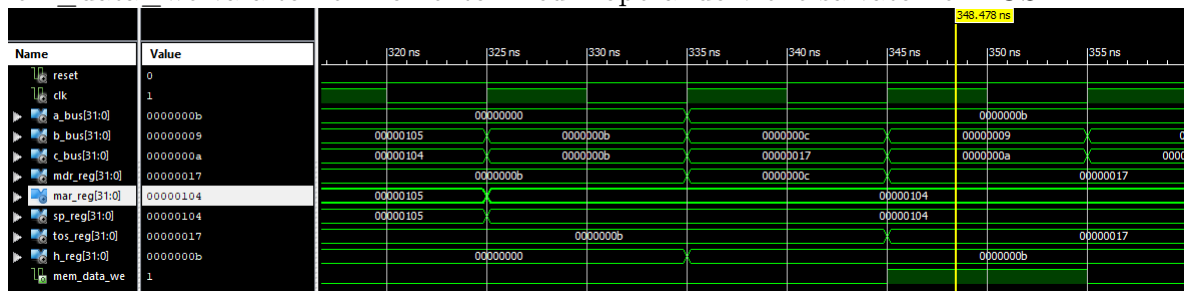 348.478 ns
Name Value 320 ns 325 ns 330 ns 335 ns 340 ns 345 ns 350 ns 355 ns
reset 0
clk 1
a_bus[31:0] 0000000b 00000000 0000000b
b_bus[31:0] 00000009 00000105 0000000b 0000000c 00000009 0
c_bus[31:0] 0000000a 00000104 0000000b 00000017 0000000a 0000
mdr_reg[31:0] 00000017 0000000b 0000000c 00000017
mar_reg[31:0] 00000104 00000105 00000104
sp_reg[31:0] 00000104 00000105 00000104
tos_reg[31:0] 00000017 0000000b 00000017
h_reg[31:0] 0000000b 00000000 0000000b
mem_data_we 1